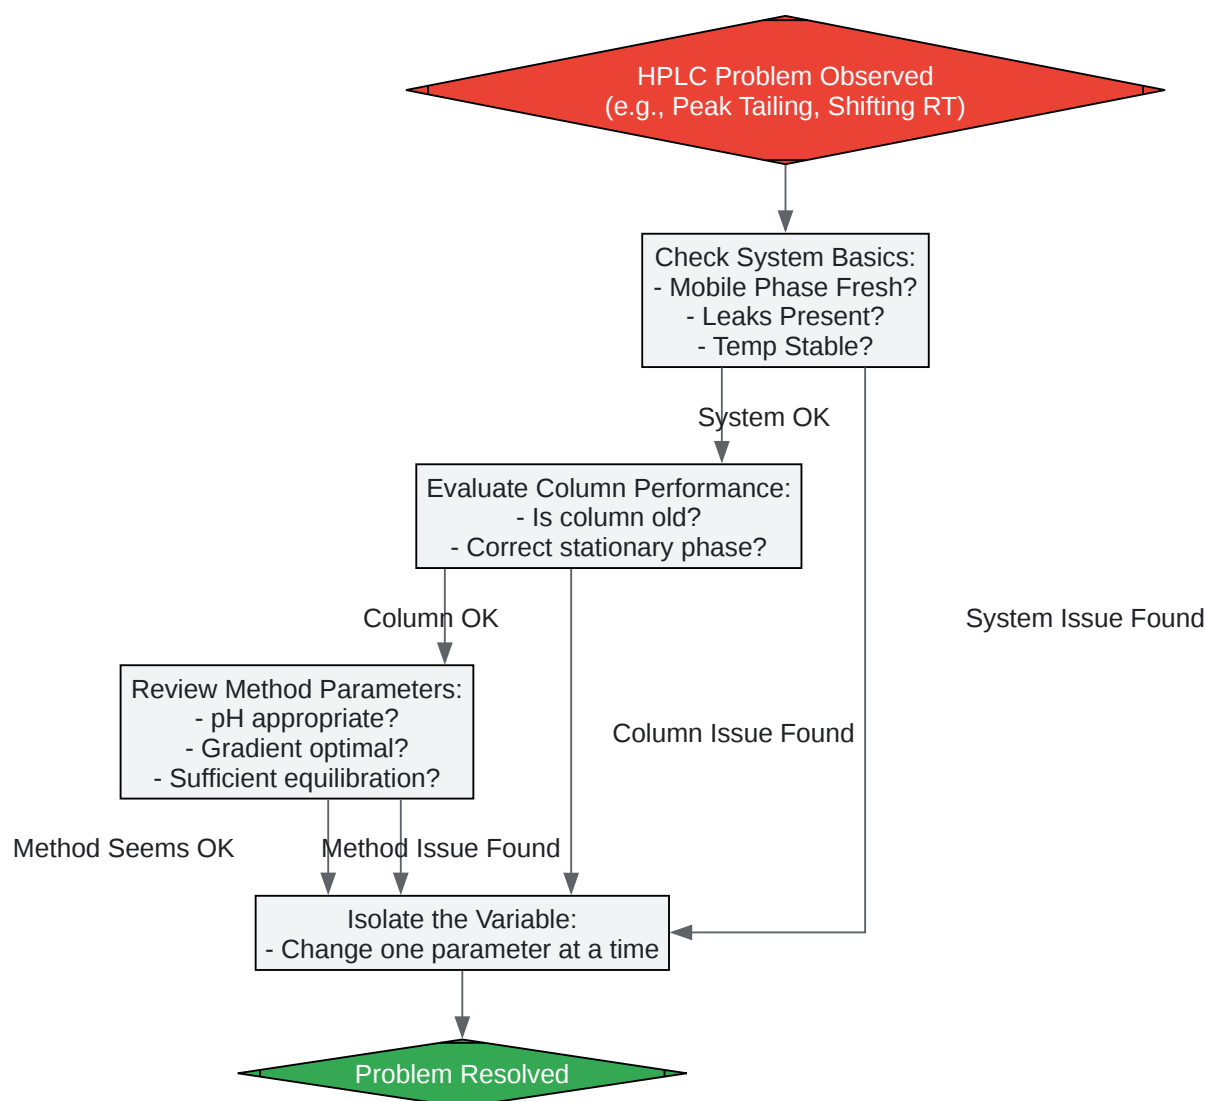 HPLC Problem Observed
(e.g., Peak Tailing, Shifting RT)
Check System Basics:
- Mobile Phase Fresh?
- Leaks Present?
- Temp Stable?
System OK
Evaluate Column Performance:
- Is column old?
- Correct stationary phase?
Column OK
System Issue Found
Review Method Parameters:
- pH appropriate?
- Gradient optimal?
- Sufficient equilibration?
Column Issue Found
Method Seems OK
Method Issue Found
Isolate the Variable:
- Change one parameter at a time
Problem Resolved